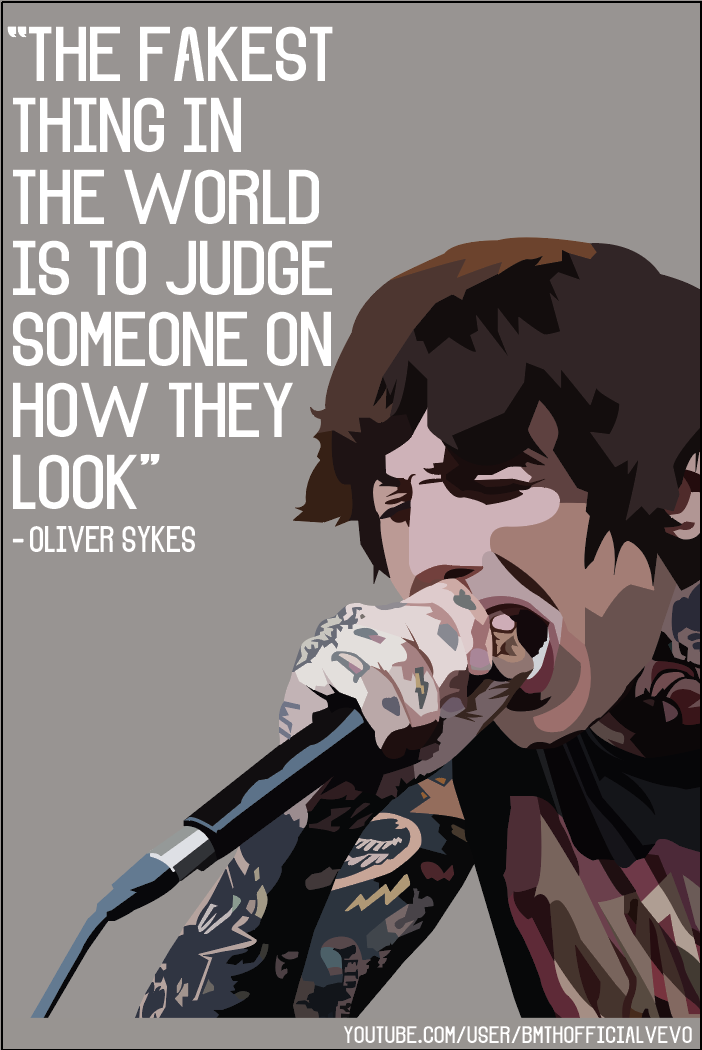 “THE FAKEST
THING IN
THE WORLD
IS TO JUDGE
SOMEONE ON
HOW THEY
LOOK”
- OLIVER SYKES
YOUTUBE.COM/USER/BMTHOFFICIALVEVO